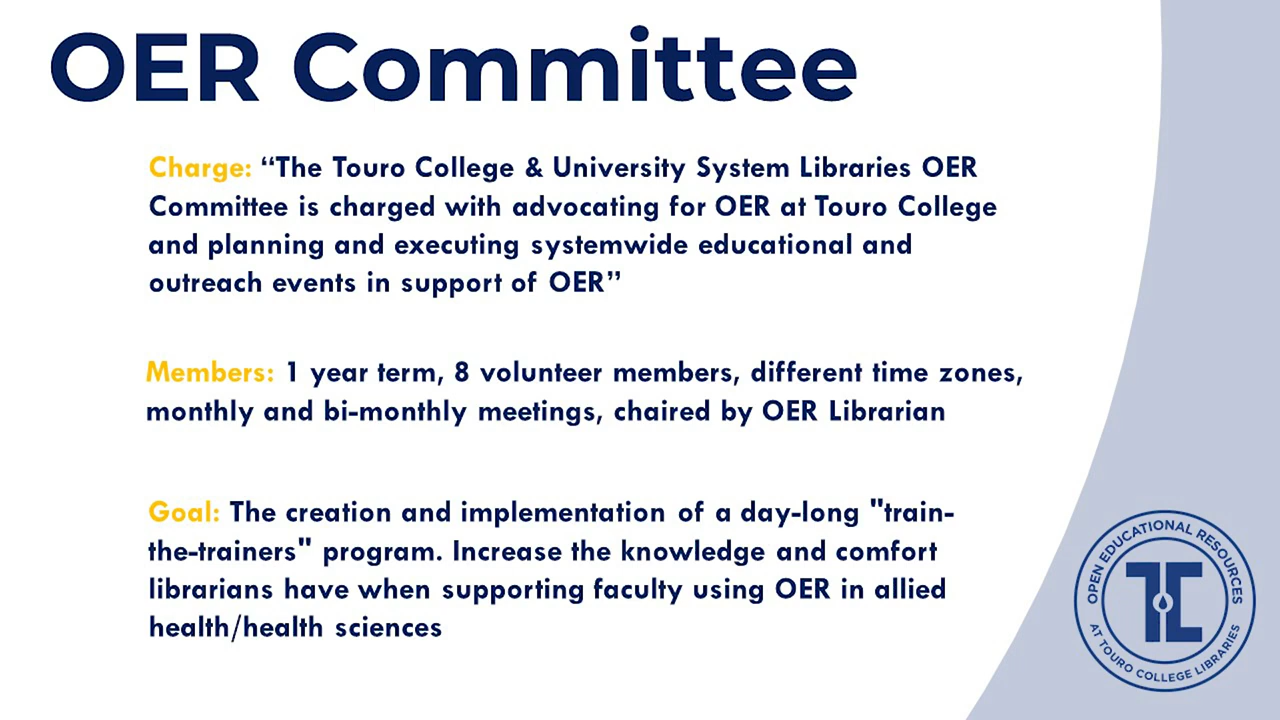 OER Committee
Charge: “The Touro College & University System Libraries OER
Committee is charged with advocating for OER at Touro College
and planning and executing systemwide educational and
outreach events in support of OER”
Members: 1 year term, 8 volunteer members, different time zones,
monthly and bi-monthly meetings, chaired by OER Librarian
Goal: The creation and implementation of a day-long "train-
the-trainers" program. Increase the knowledge and comfort
librarians have when supporting faculty using OER in allied
health/health sciences
OPEN EDUCATIONAL RESOURCES
TC
AT TOURO COLLEGE LIBRARIES